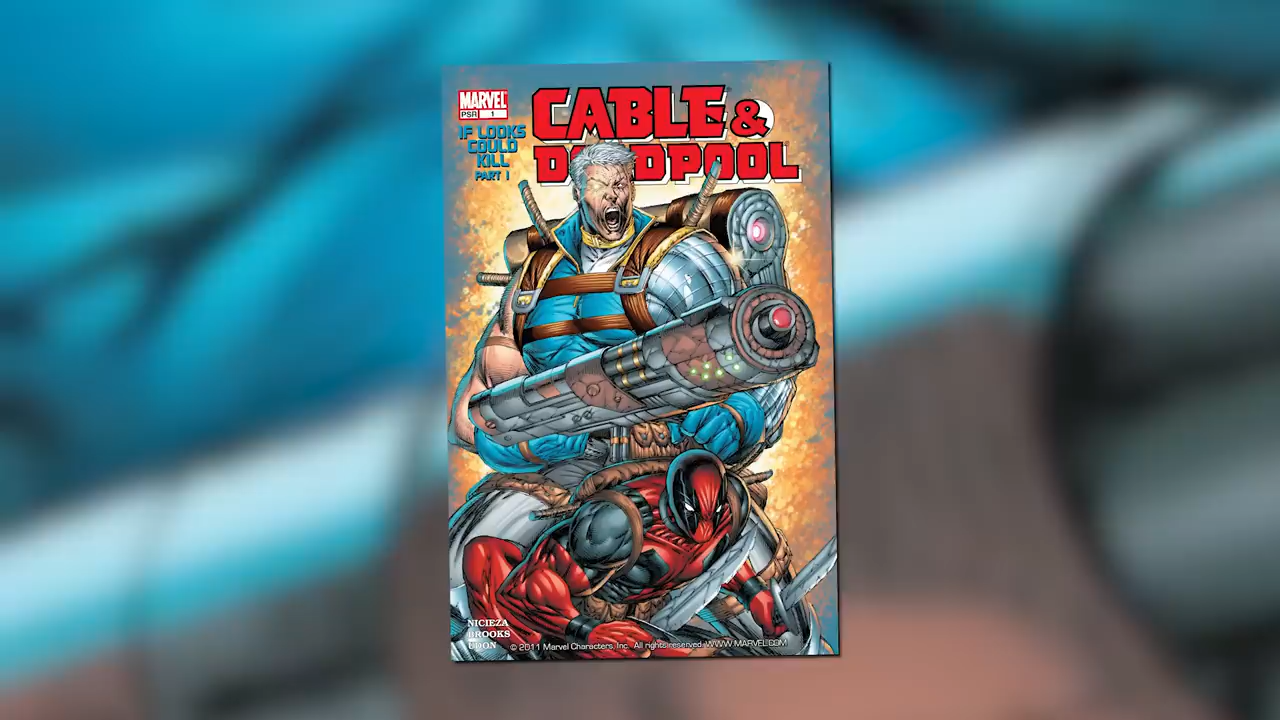 MARVEL
PSR 1
IF LOOKS
COULD
KILL
PART 1
CABLE &
DEADPOOL
NICIEZA
BROOKS
UDON
© 2011 Marvel Characters, Inc. All rights reserved. WWW.MARVEL.COM